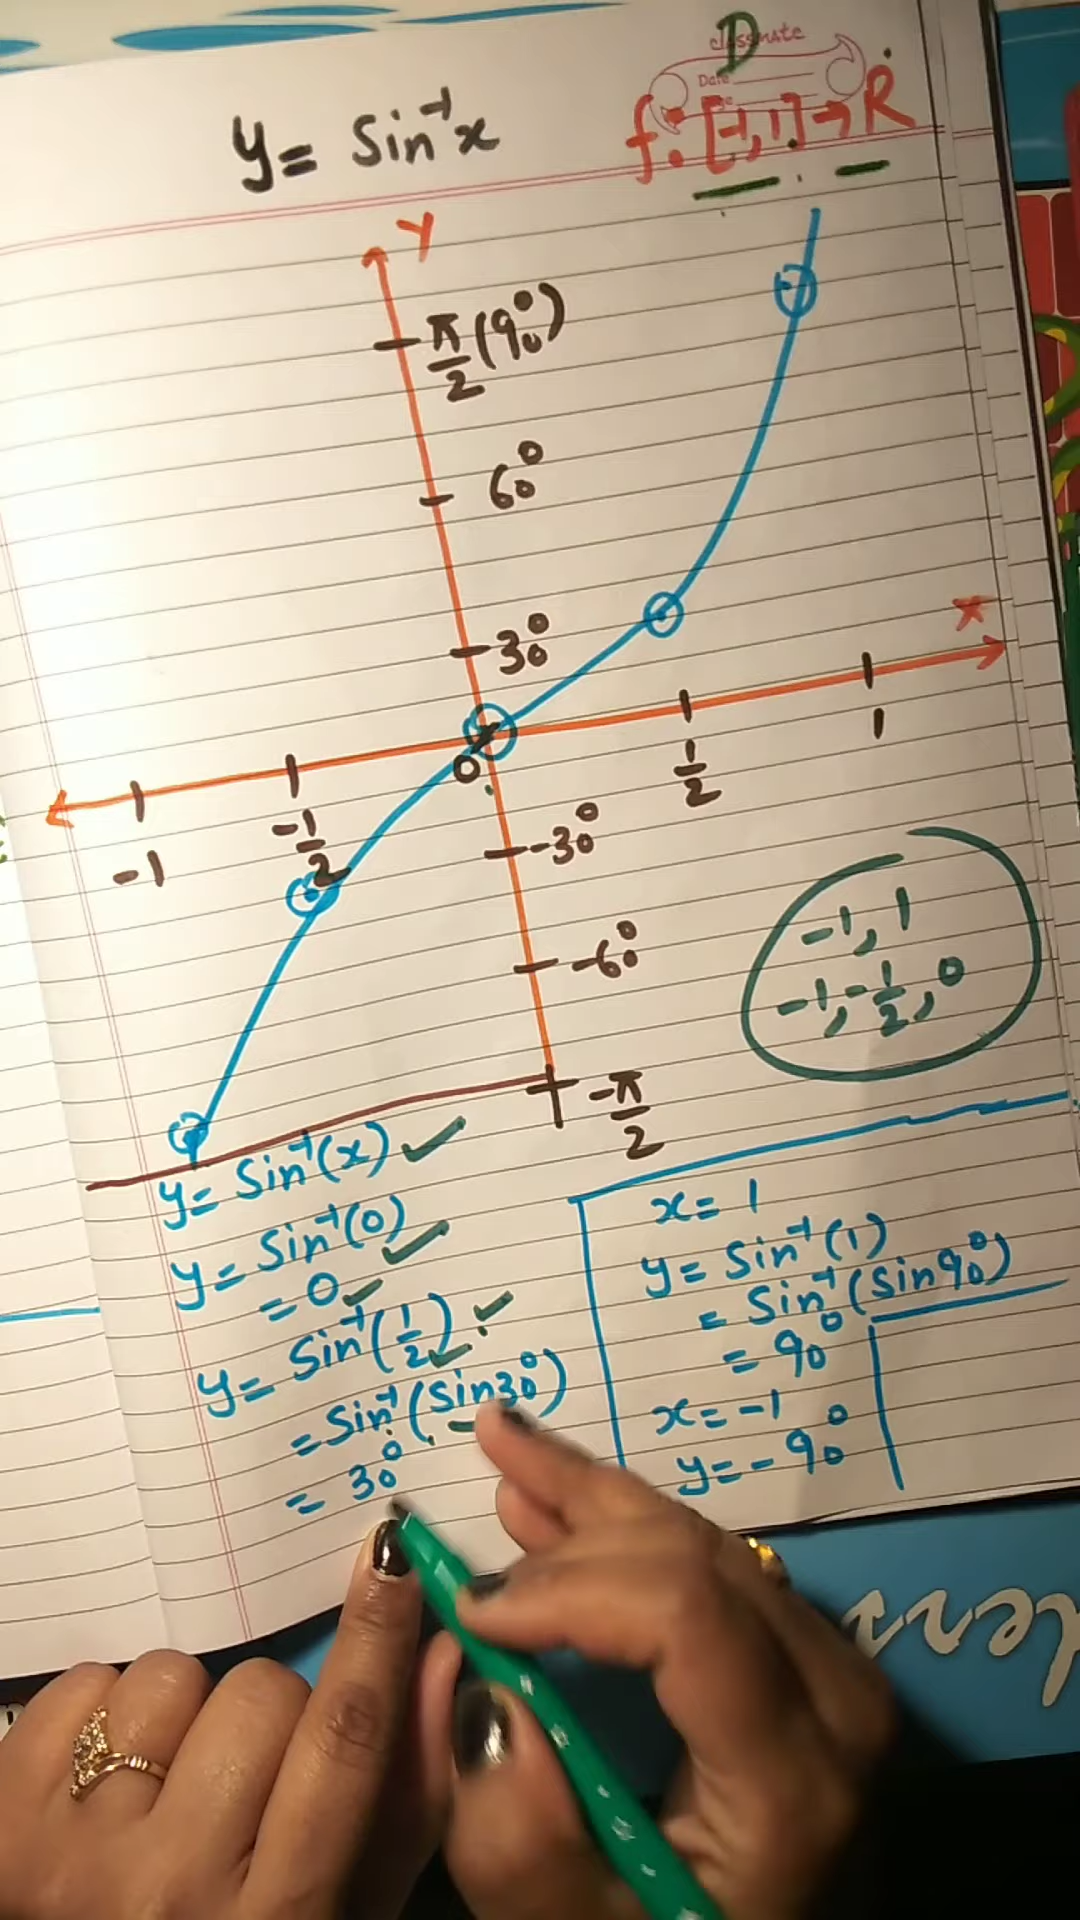 classmate
D
Date
y = Sin⁻¹x
f: [-1, 1] → R
Y
π/2 (90°)
60°
30°
X
0
1/2
1
-1/2
-1
-30°
-60°
-π/2
-1, 1
-1, -1/2, 0
y = Sin⁻¹(x) ✓
y = Sin⁻¹(0) ✓
= 0 ✓
y = Sin⁻¹(1/2) ✓
= Sin⁻¹(Sin30°)
= 30°
x = 1
y = Sin⁻¹(1)
= Sin⁻¹(Sin90°)
= 90°
x = -1
y = -90°